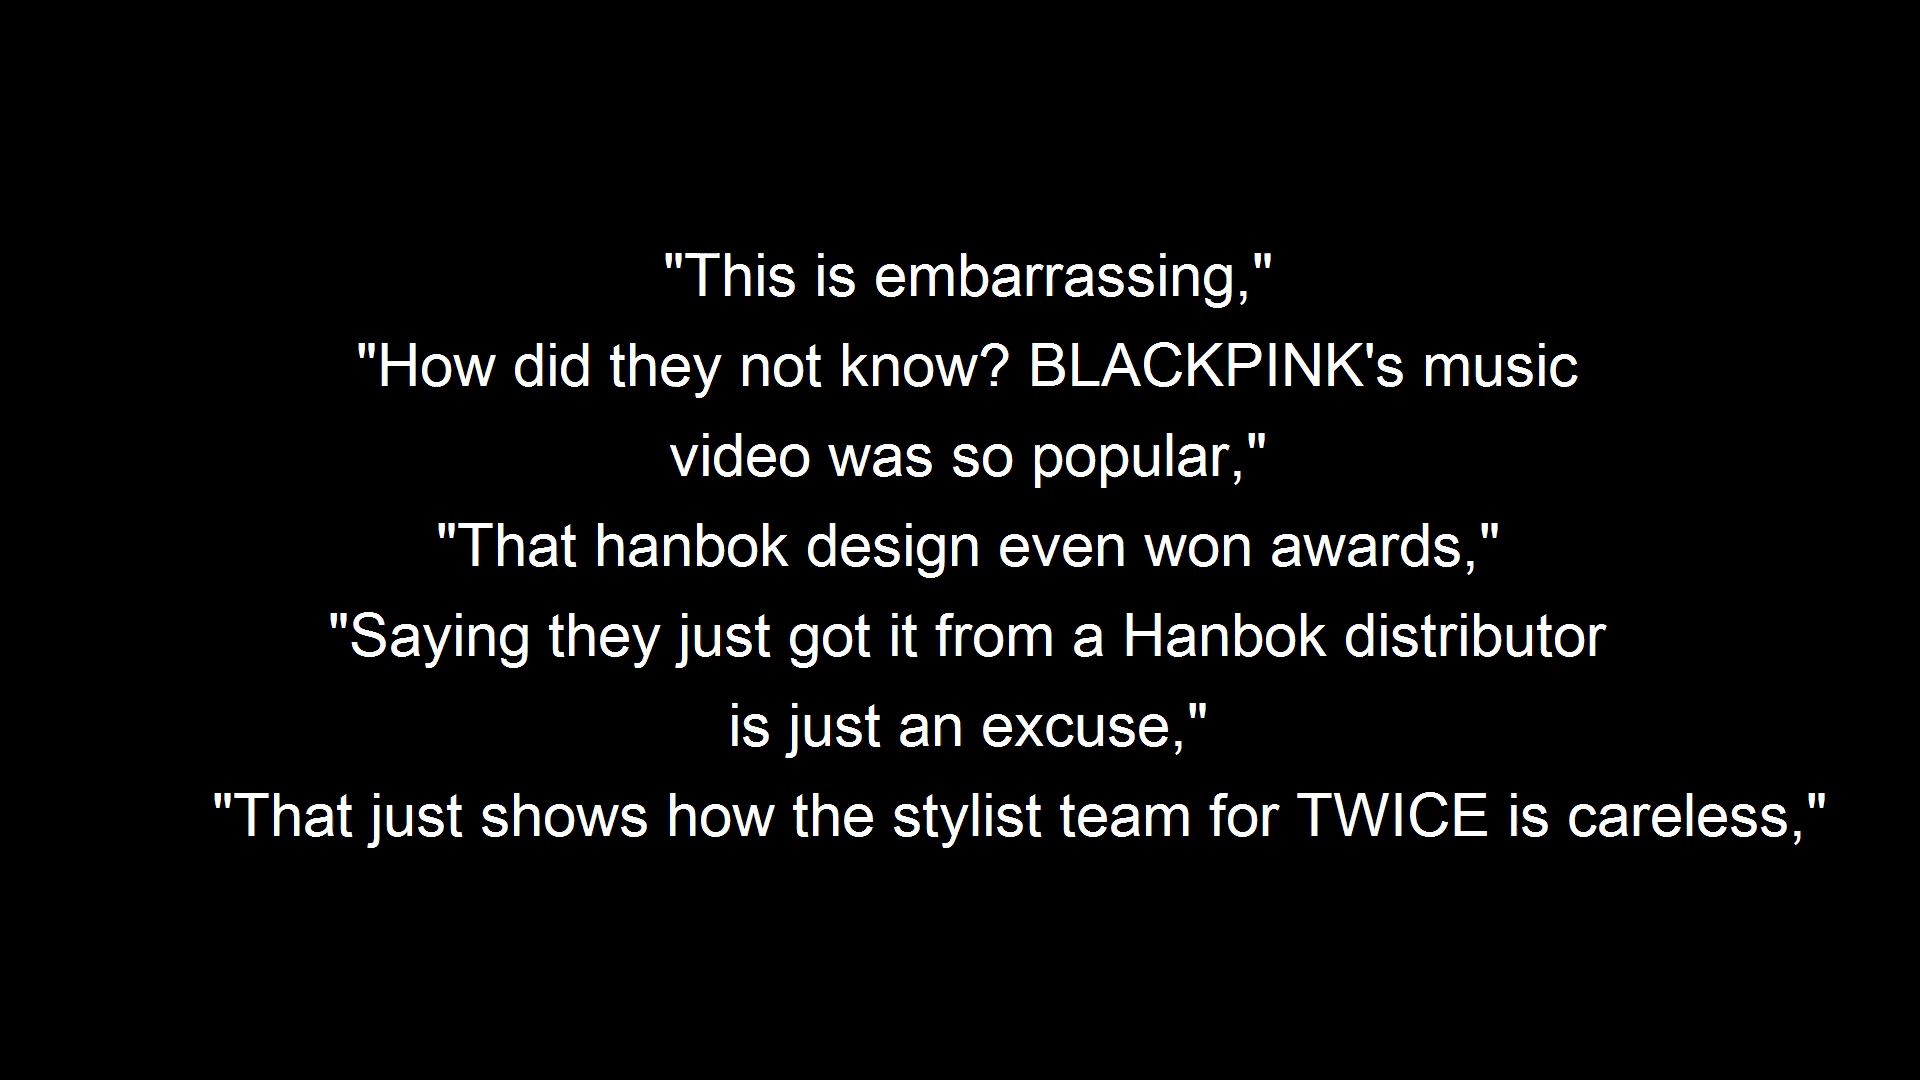 "This is embarrassing,"
"How did they not know? BLACKPINK's music
video was so popular,"
"That hanbok design even won awards,"
"Saying they just got it from a Hanbok distributor
is just an excuse,"
"That just shows how the stylist team for TWICE is careless,"